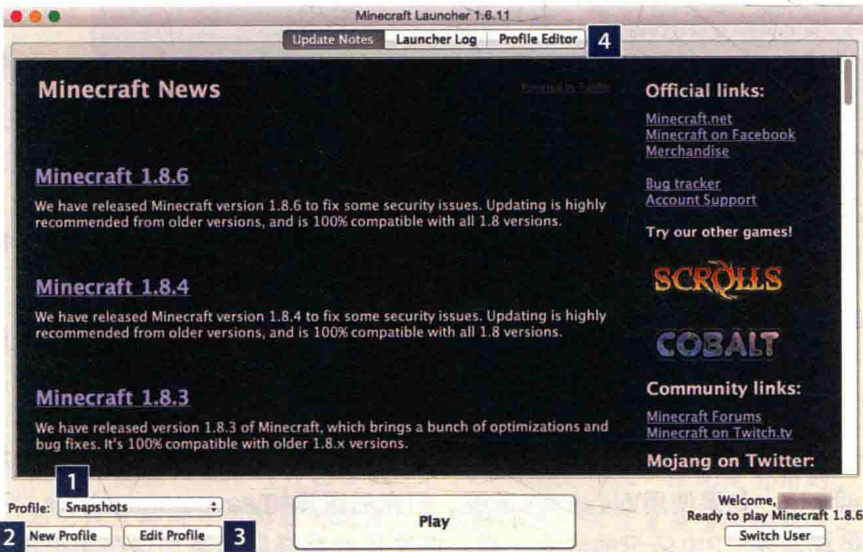 Minecraft Launcher 1.6.11
Update Notes Launcher Log Profile Editor 4
Minecraft News
Powered by Tumblr
Minecraft 1.8.6
We have released Minecraft version 1.8.6 to fix some security issues. Updating is highly
recommended from older versions, and is 100% compatible with all 1.8 versions.
Minecraft 1.8.4
We have released Minecraft version 1.8.4 to fix some security issues. Updating is highly
recommended from older versions, and is 100% compatible with all 1.8 versions.
Minecraft 1.8.3
We have released version 1.8.3 of Minecraft, which brings a bunch of optimizations and
bug fixes. It's 100% compatible with older 1.8.x versions.
Official links:
Minecraft.net
Minecraft on Facebook
Merchandise
Bug tracker
Account Support
Try our other games!
SCROLLS
COBALT
Community links:
Minecraft Forums
Minecraft on Twitch.tv
Mojang on Twitter:
1
Profile: Snapshots
2 New Profile Edit Profile 3
Play
Welcome,
Ready to play Minecraft 1.8.6
Switch User